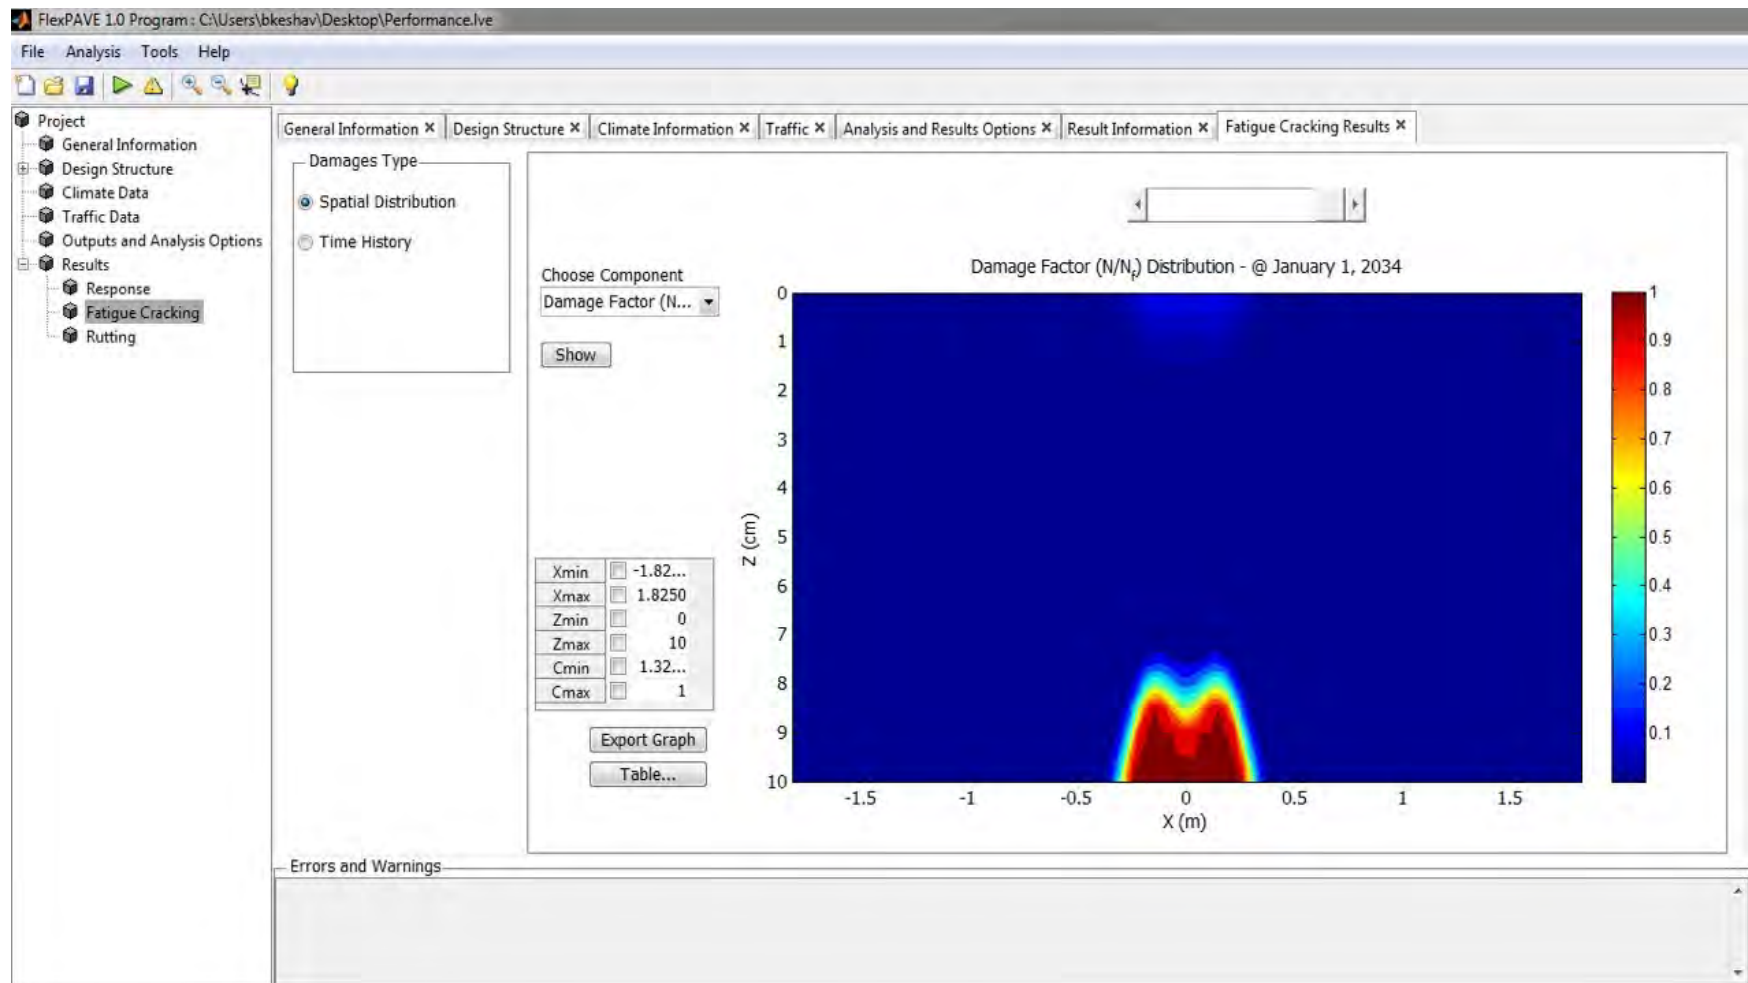 FlexPAVE 1.0 Program : C:\Users\bkeshav\Desktop\Performance.lve
File Analysis Tools Help
Project
General Information
Design Structure
Climate Data
Traffic Data
Outputs and Analysis Options
Results
Response
Fatigue Cracking
Rutting
General Information × Design Structure × Climate Information × Traffic × Analysis and Results Options × Result Information × Fatigue Cracking Results ×
Damages Type
Spatial Distribution
Time History
Choose Component
Damage Factor (N...
Show
Xmin -1.82...
Xmax 1.8250
Zmin 0
Zmax 10
Cmin 1.32...
Cmax 1
Export Graph
Table...
Damage Factor (N/Nf) Distribution - @ January 1, 2034
0
1
2
3
4
5
6
7
8
9
10
Z (cm)
-1.5 -1 -0.5 0 0.5 1 1.5
X (m)
1
0.9
0.8
0.7
0.6
0.5
0.4
0.3
0.2
0.1
Errors and Warnings